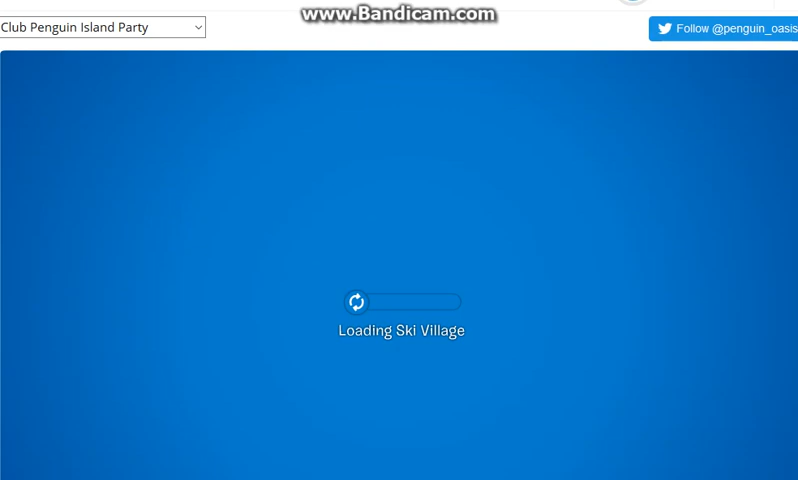 www.Bandicam.com
Club Penguin Island Party
Follow @penguin_oasis
Loading Ski Village